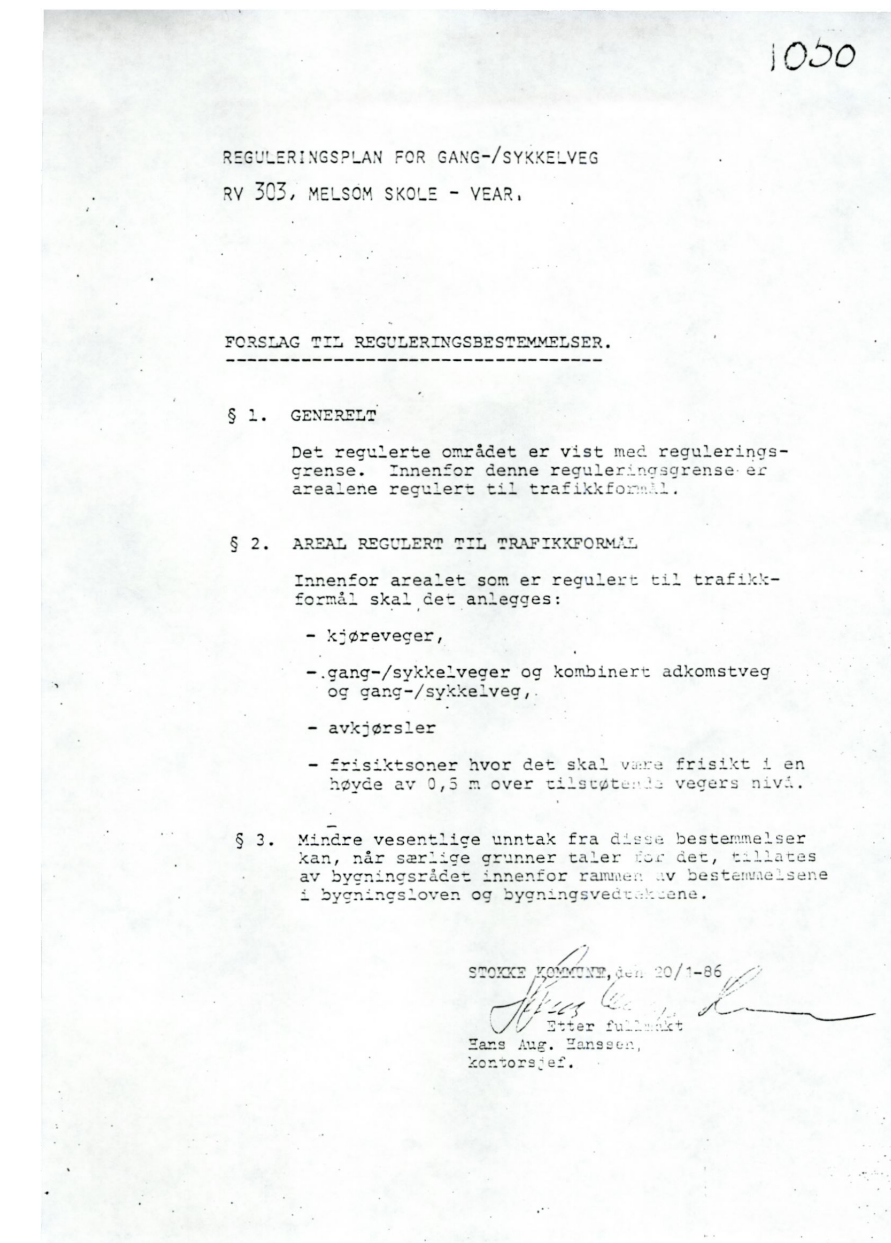 1050
REGULERINGSPLAN FOR GANG-/SYKKELVEG
RV 303, MELSOM SKOLE - VEAR.
FORSLAG TIL REGULERINGSBESTEMMELSER.
§ 1. GENERELT
Det regulerte området er vist med regulerings-
grense. Innenfor denne reguleringsgrense er
arealene regulert til trafikkformål.
§ 2. AREAL REGULERT TIL TRAFIKKFORMÅL
Innenfor arealet som er regulert til trafikk-
formål skal det anlegges:
- kjøreveger,
- gang-/sykkelveger og kombinert adkomstveg
og gang-/sykkelveg,
- avkjørsler
- frisiktsoner hvor det skal være frisikt i en
høyde av 0,5 m over tilstøtende vegers nivå.
§ 3. Mindre vesentlige unntak fra disse bestemmelser
kan, når særlige grunner taler for det, tillates
av bygningsrådet innenfor rammen av bestemmelsene
i bygningsloven og bygningsvedtektene.
STOKKE KOMMUNE, den 20/1-86
Etter fullmakt
Hans Aug. Hanssen,
kontorsjef.